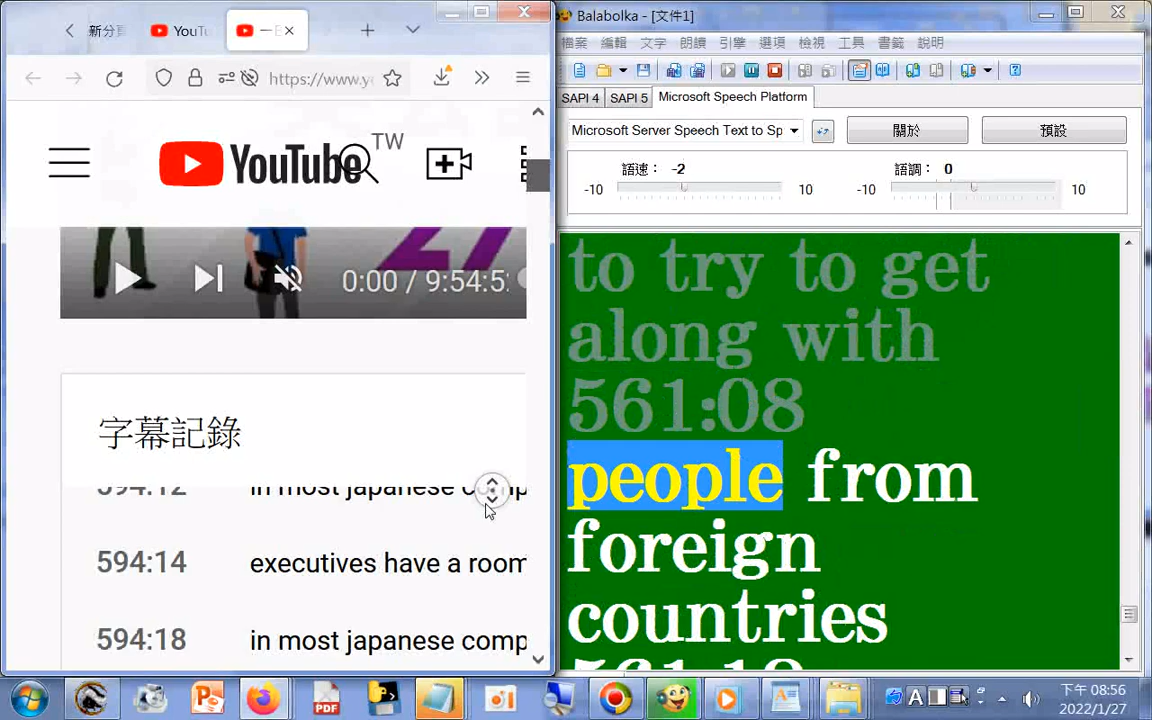 新分頁
YouTu
一 E
https://www.y
YouTube
TW
0:00 / 9:54:5
字幕記錄
594:12 in most japanese comp
594:14 executives have a room
594:18 in most japanese comp
Balabolka - [文件1]
檔案 編輯 文字 朗讀 引擎 選項 檢視 工具 書籤 說明
SAPI 4 SAPI 5 Microsoft Speech Platform
Microsoft Server Speech Text to Sp
關於
預設
語速： -2
語調： 0
-10 10 -10 10
to try to get
along with
561:08
people from
foreign
countries
PDF
A
下午 08:56
2022/1/27